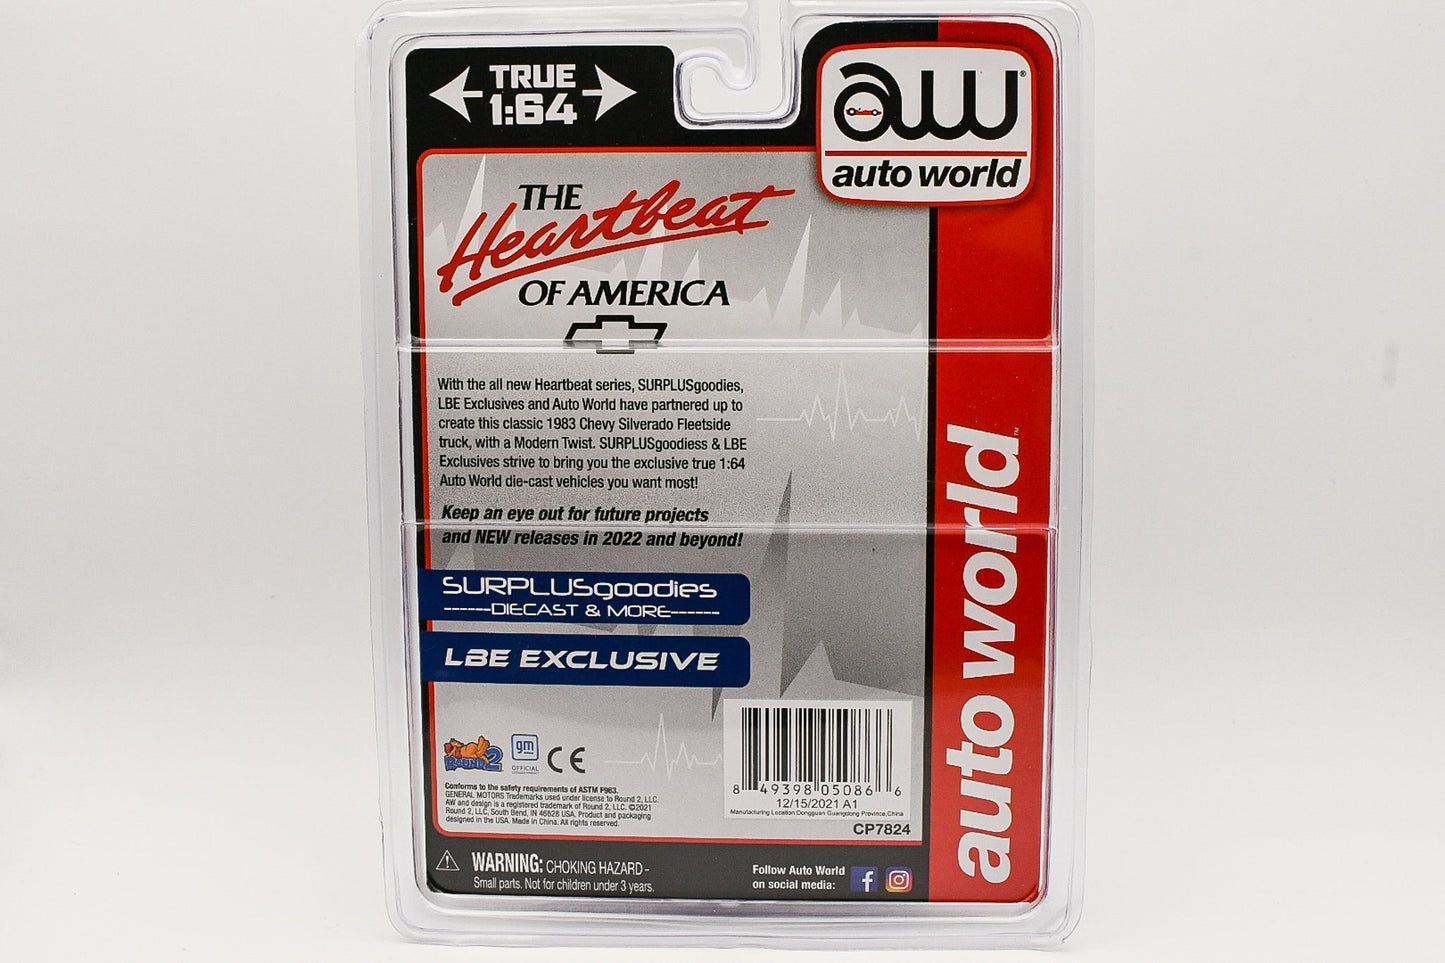 TRUE
1:64
aw®
auto world
THE
Heartbeat
OF AMERICA
With the all new Heartbeat series, SURPLUSgoodies,
LBE Exclusives and Auto World have partnered up to
create this classic 1983 Chevy Silverado Fleetside
truck, with a Modern Twist. SURPLUSgoodiess & LBE
Exclusives strive to bring you the exclusive true 1:64
Auto World die-cast vehicles you want most!
Keep an eye out for future projects
and NEW releases in 2022 and beyond!
SURPLUSgoodies
------DIECAST & MORE------
LBE EXCLUSIVE
auto world™
ROUND 2
gm
OFFICIAL
CE
Conforms to the safety requirements of ASTM F963.
GENERAL MOTORS Trademarks used under license to Round 2, LLC.
AW and design is a registered trademark of Round 2, LLC. ©2021
Round 2, LLC, South Bend, IN 46628 USA. Product and packaging
designed in the USA. Made in China. All rights reserved.
8 49398 05086 6
12/15/2021 A1
Manufacturing Location:Dongguan Guangdong Province,China
CP7824
WARNING: CHOKING HAZARD -
Small parts. Not for children under 3 years.
Follow Auto World
on social media: